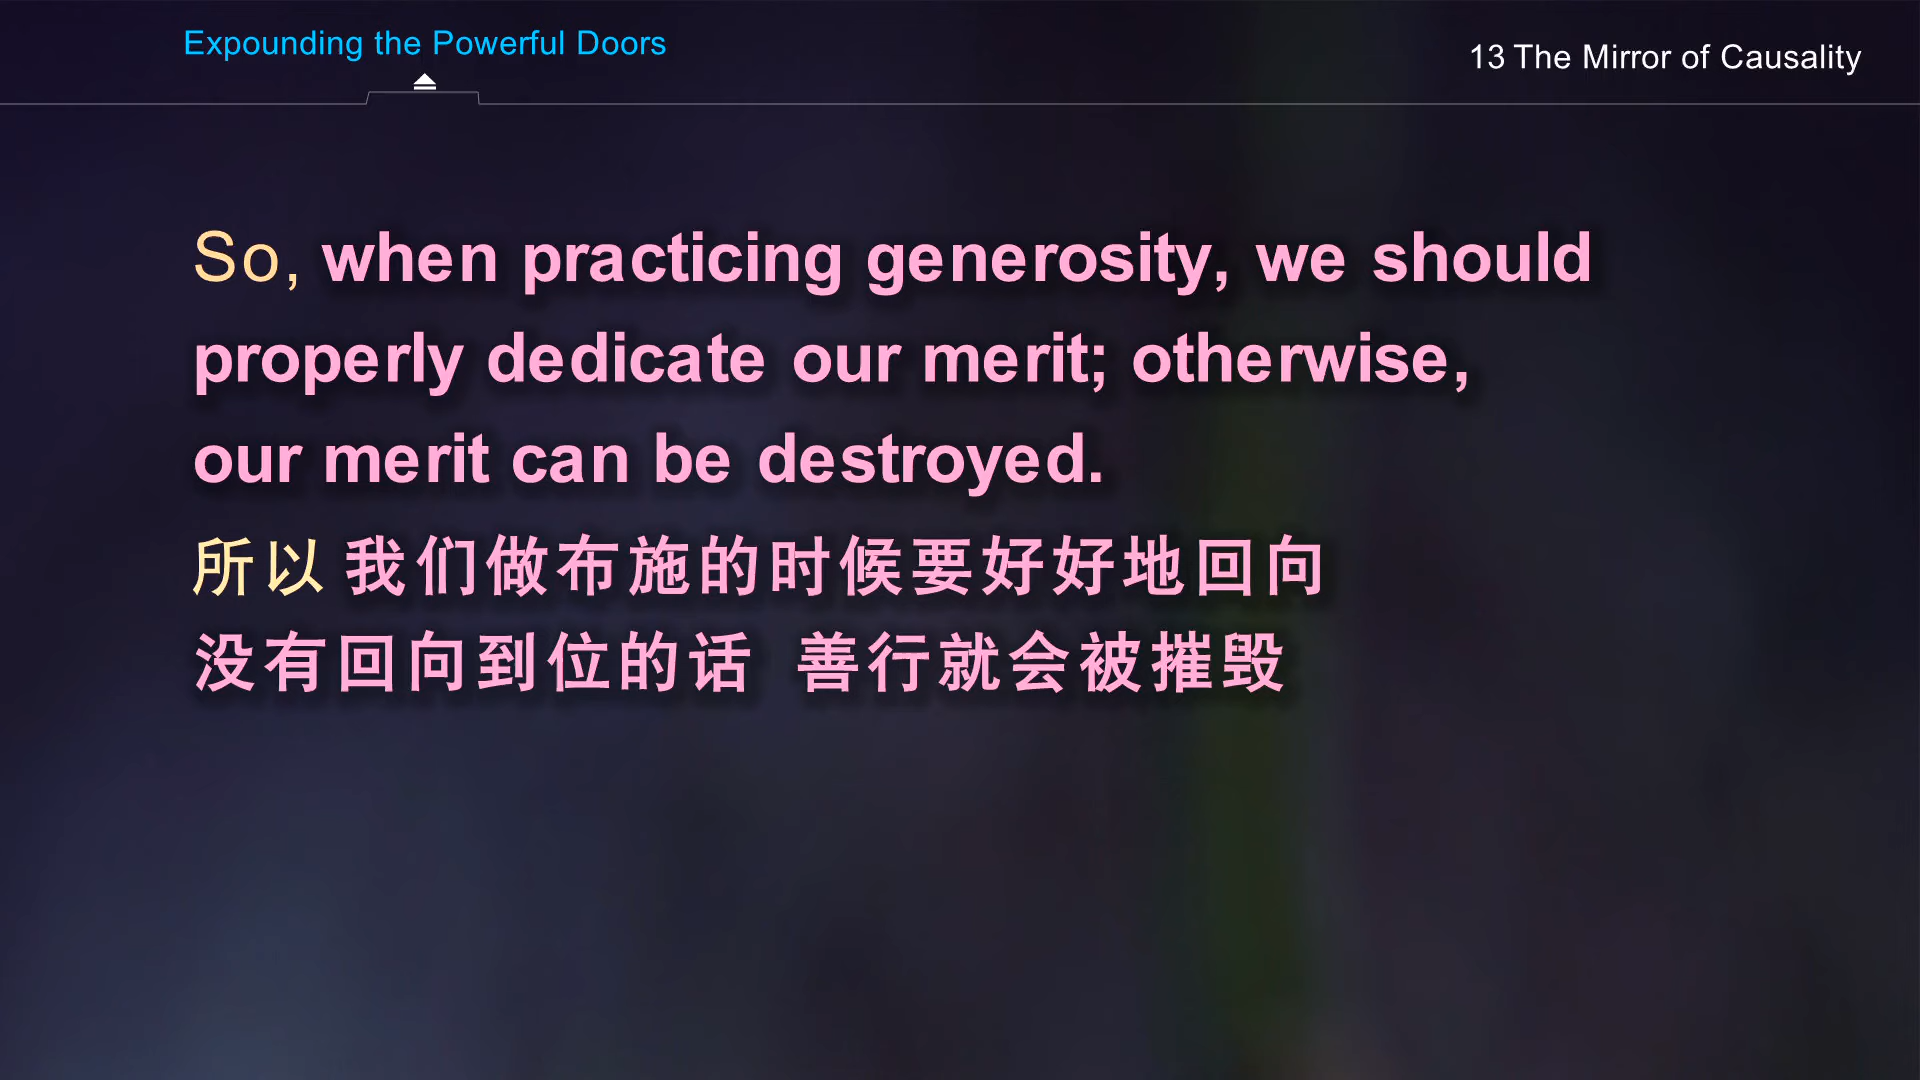 Expounding the Powerful Doors
13 The Mirror of Causality
So, when practicing generosity, we should
properly dedicate our merit; otherwise,
our merit can be destroyed.
所以 我们做布施的时候要好好地回向
没有回向到位的话 善行就会被摧毁